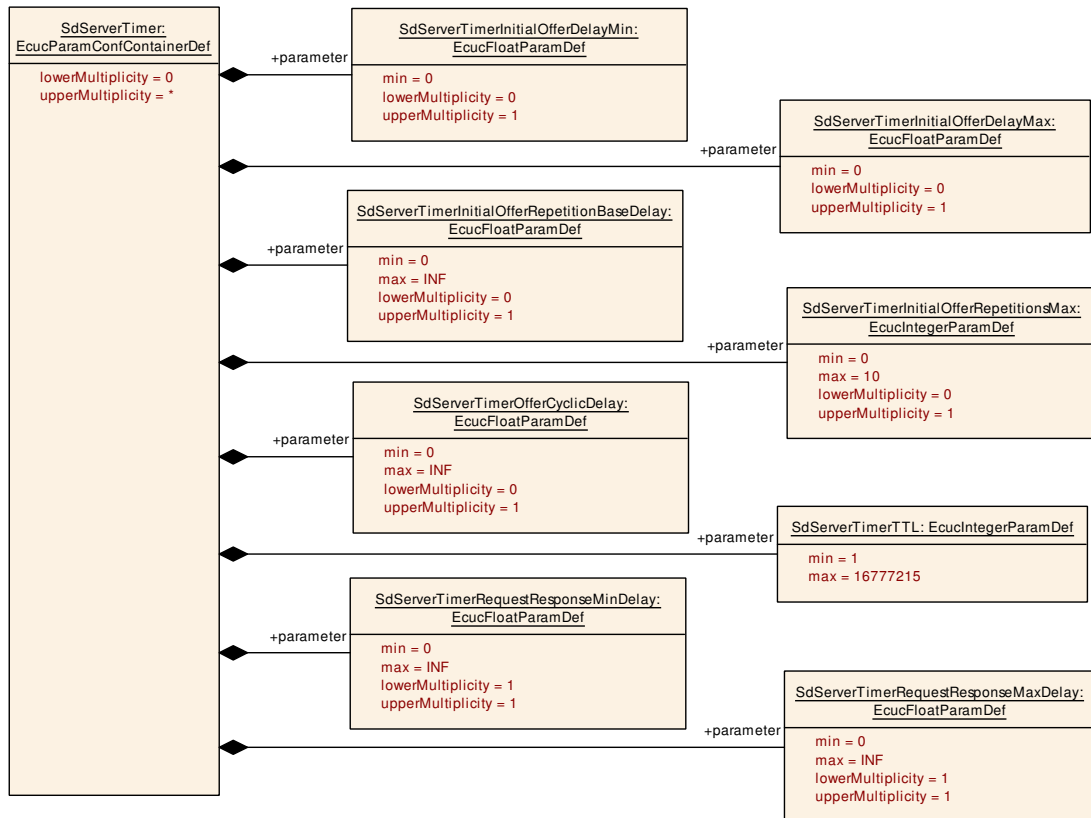 SdServerTimer:
EcucParamConfContainerDef
lowerMultiplicity = 0
upperMultiplicity = *
+parameter
SdServerTimerInitialOfferDelayMin:
EcucFloatParamDef
min = 0
lowerMultiplicity = 0
upperMultiplicity = 1
+parameter
SdServerTimerInitialOfferDelayMax:
EcucFloatParamDef
min = 0
lowerMultiplicity = 0
upperMultiplicity = 1
+parameter
SdServerTimerInitialOfferRepetitionBaseDelay:
EcucFloatParamDef
min = 0
max = INF
lowerMultiplicity = 0
upperMultiplicity = 1
+parameter
SdServerTimerInitialOfferRepetitionsMax:
EcucIntegerParamDef
min = 0
max = 10
lowerMultiplicity = 0
upperMultiplicity = 1
+parameter
SdServerTimerOfferCyclicDelay:
EcucFloatParamDef
min = 0
max = INF
lowerMultiplicity = 0
upperMultiplicity = 1
+parameter
SdServerTimerTTL: EcucIntegerParamDef
min = 1
max = 16777215
+parameter
SdServerTimerRequestResponseMinDelay:
EcucFloatParamDef
min = 0
max = INF
lowerMultiplicity = 1
upperMultiplicity = 1
+parameter
SdServerTimerRequestResponseMaxDelay:
EcucFloatParamDef
min = 0
max = INF
lowerMultiplicity = 1
upperMultiplicity = 1